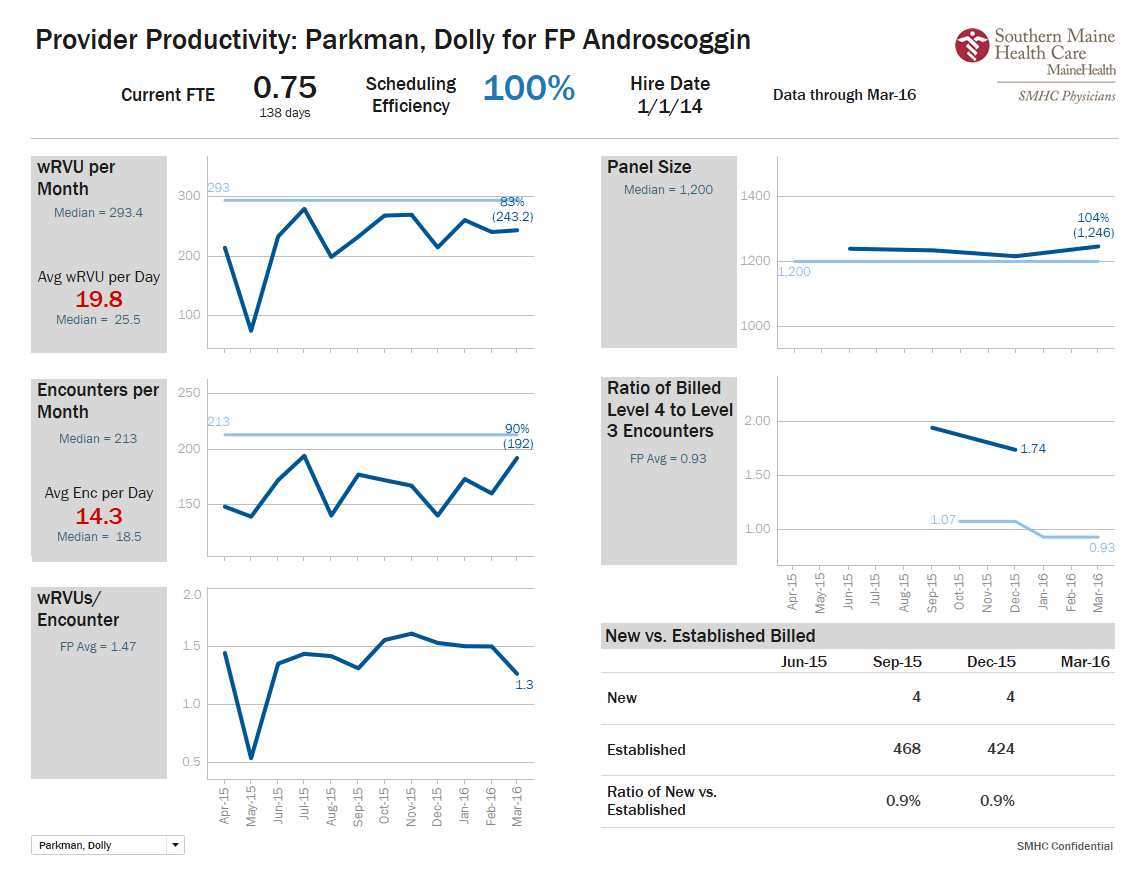 Provider Productivity: Parkman, Dolly for FP Androscoggin
Southern Maine
Health Care
MaineHealth
SMHC Physicians
Current FTE
0.75
138 days
Scheduling
Efficiency
100%
Hire Date
1/1/14
Data through Mar-16
wRVU per
Month
Median = 293.4
Avg wRVU per Day
19.8
Median = 25.5
300
200
100
293
83%
(243.2)
Panel Size
Median = 1,200
1400
1200
1000
1,200
104%
(1,246)
Encounters per
Month
Median = 213
Avg Enc per Day
14.3
Median = 18.5
250
200
150
213
90%
(192)
Ratio of Billed
Level 4 to Level
3 Encounters
FP Avg = 0.93
2.00
1.50
1.00
1.74
1.07
0.93
Apr-15
May-15
Jun-15
Jul-15
Aug-15
Sep-15
Oct-15
Nov-15
Dec-15
Jan-16
Feb-16
Mar-16
wRVUs/
Encounter
FP Avg = 1.47
2.0
1.5
1.0
0.5
1.3
Apr-15
May-15
Jun-15
Jul-15
Aug-15
Sep-15
Oct-15
Nov-15
Dec-15
Jan-16
Feb-16
Mar-16
New vs. Established Billed
Jun-15 Sep-15 Dec-15 Mar-16
New 4 4
Established 468 424
Ratio of New vs.
Established 0.9% 0.9%
Parkman, Dolly
SMHC Confidential